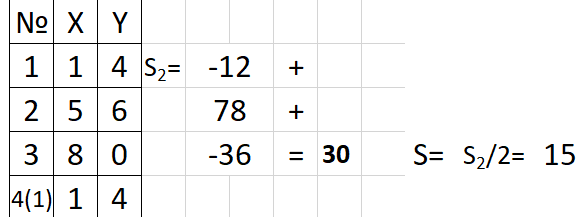 № X Y
1 1 4 S₂= -12 +
2 5 6 78 +
3 8 0 -36 = 30 S= S₂/2= 15
4(1) 1 4